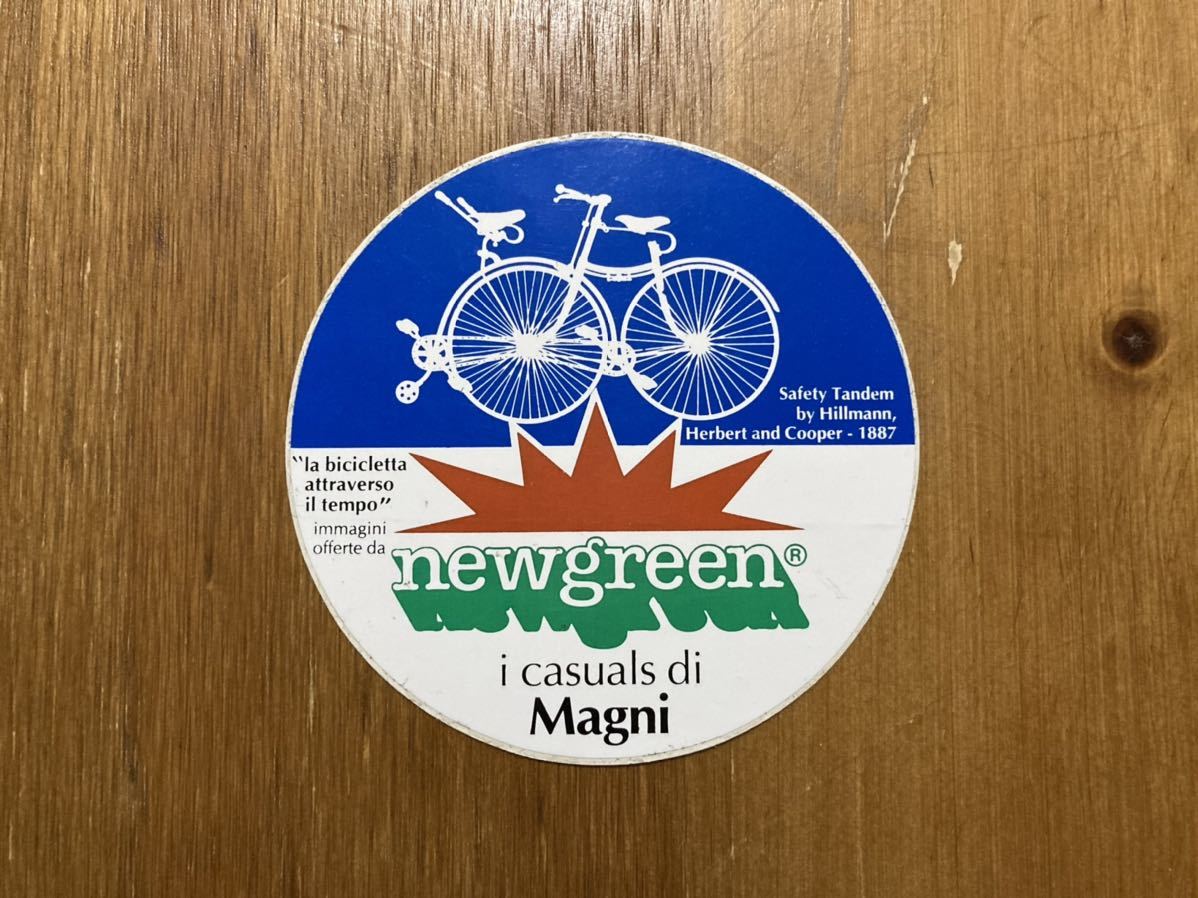 Safety Tandem
by Hillmann,
Herbert and Cooper - 1887
"la bicicletta
attraverso
il tempo"
immagini
offerte da
newgreen®
i casuals di
Magni